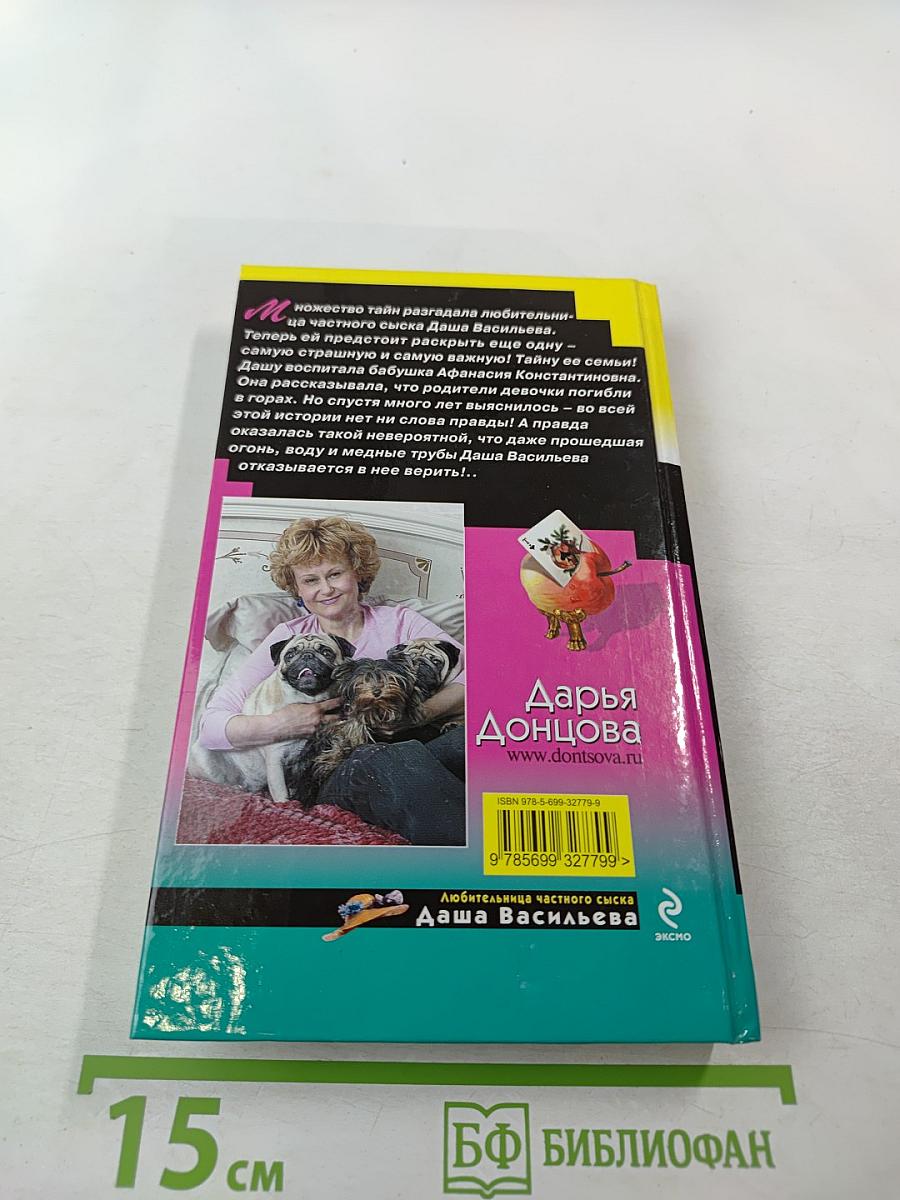 Множество тайн разгадала любительни-
ца частного сыска Даша Васильева.
Теперь ей предстоит раскрыть еще одну –
самую страшную и самую важную! Тайну ее семьи!
Дашу воспитала бабушка Афанасия Константиновна.
Она рассказывала, что родители девочки погибли
в горах. Но спустя много лет выяснилось – во всей
этой истории нет ни слова правды! А правда
оказалась такой невероятной, что даже прошедшая
огонь, воду и медные трубы Даша Васильева
отказывается в нее верить!..
Дарья
Донцова
www.dontsova.ru
ISBN 978-5-699-32779-9
9 785699 327799 >
Любительница частного сыска
Даша Васильева
ЭКСМО
15 см
БФ БИБЛИОФАН